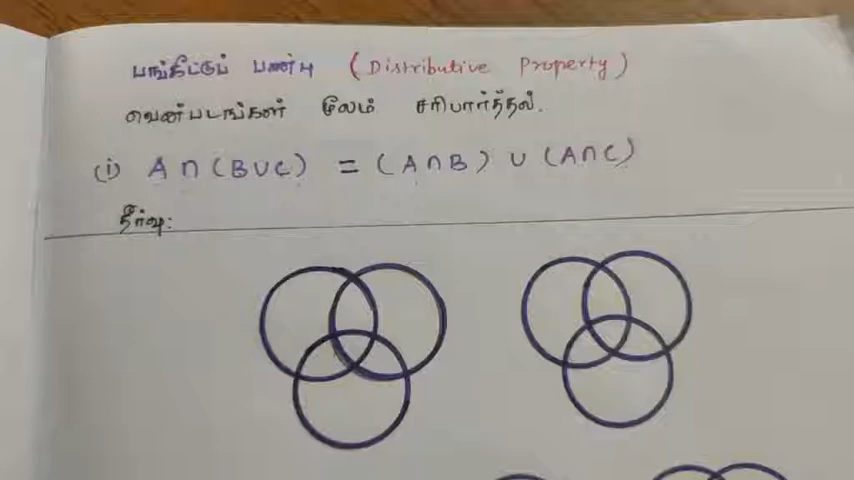 பங்கீட்டுப் பண்பு (Distributive Property)
வென்படங்கள் மூலம் சரிபார்த்தல்.
(i) A∩(B∪C) = (A∩B) ∪ (A∩C)
தீர்வு: